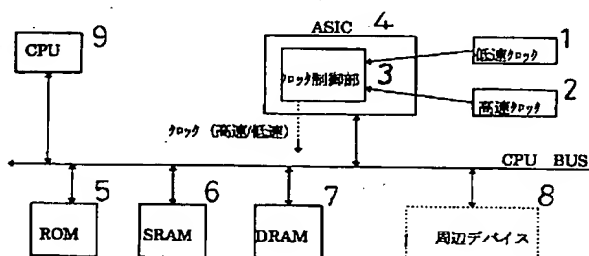 ASIC 4
CPU 9
低速クロック 1
クロック制御部 3
高速クロック 2
クロック (高速/低速)
CPU BUS
ROM 5
SRAM 6
DRAM 7
周辺デバイス 8